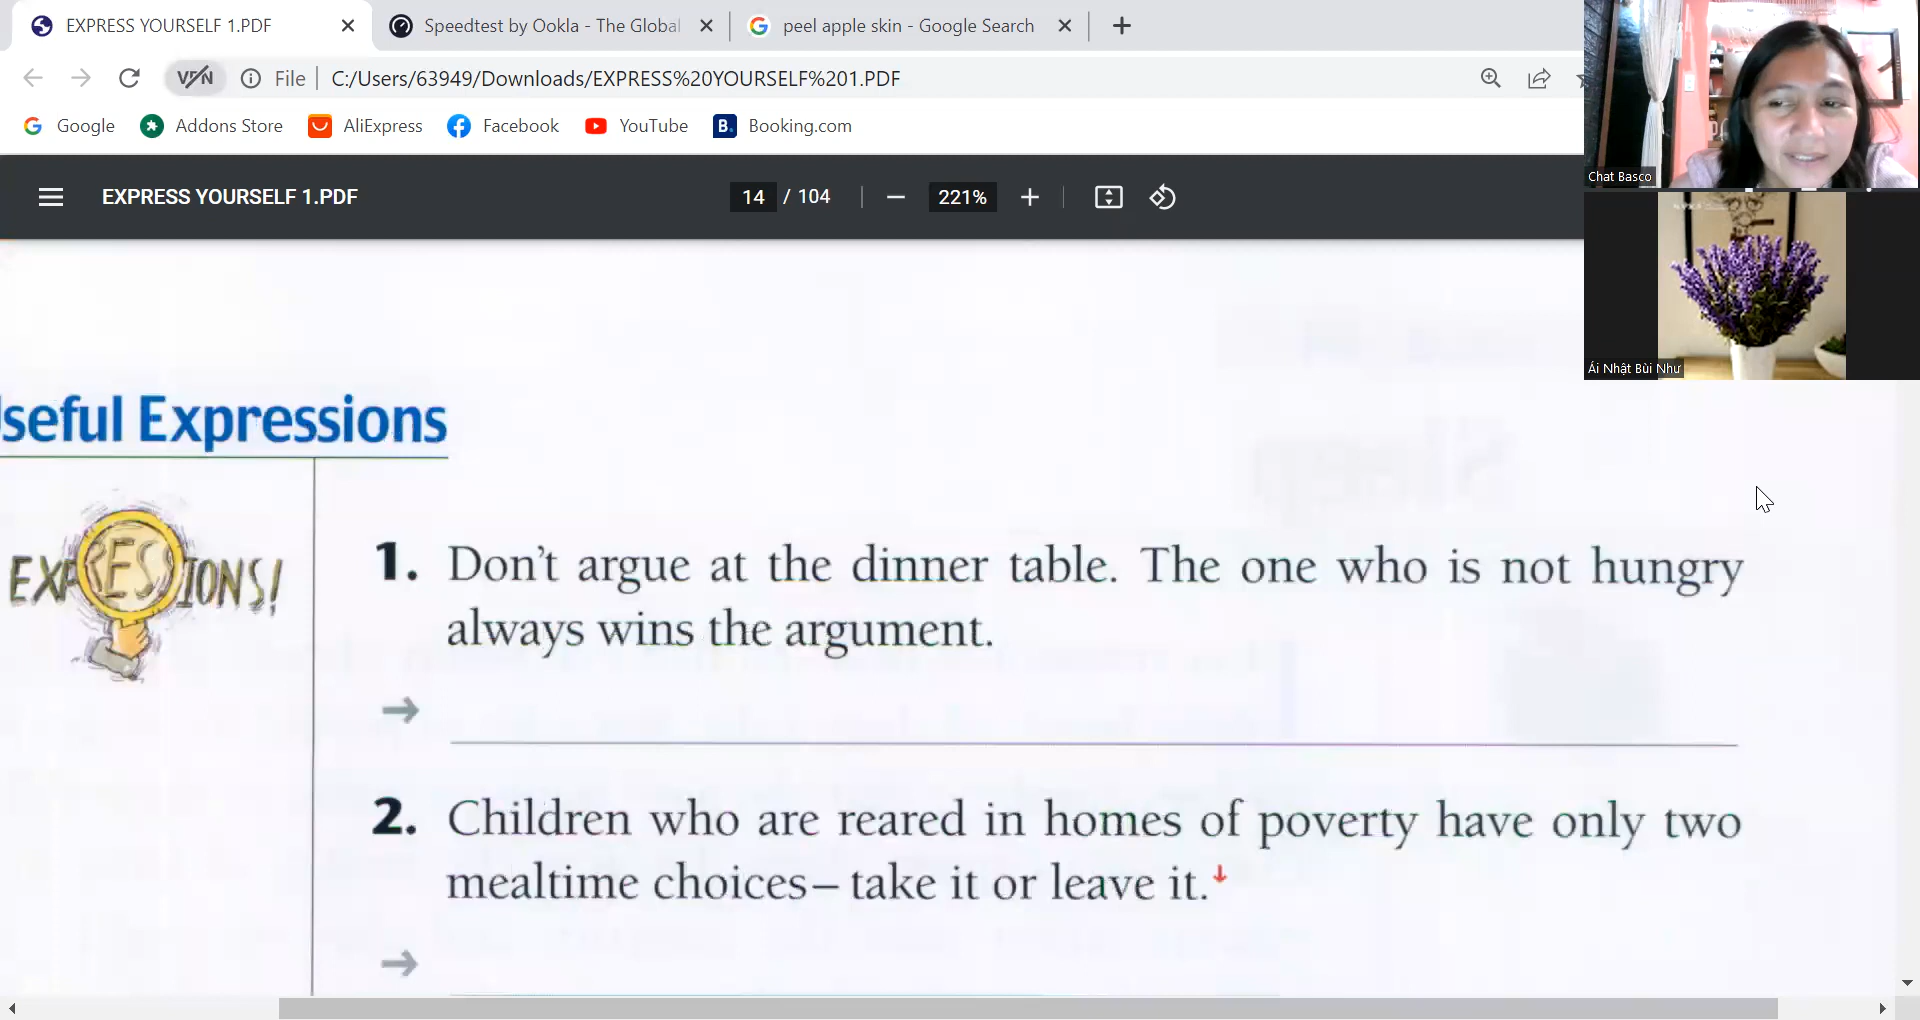 EXPRESS YOURSELF 1.PDF
Speedtest by Ookla - The Global
peel apple skin - Google Search
VPN
File
C:/Users/63949/Downloads/EXPRESS%20YOURSELF%201.PDF
Google
Addons Store
AliExpress
Facebook
YouTube
B.
Booking.com
Chat Basco
EXPRESS YOURSELF 1.PDF
14 / 104
221%
Ái Nhật Bùi Như
seful Expressions
EXPRESSIONS!
1. Don't argue at the dinner table. The one who is not hungry
always wins the argument.
2. Children who are reared in homes of poverty have only two
mealtime choices– take it or leave it.